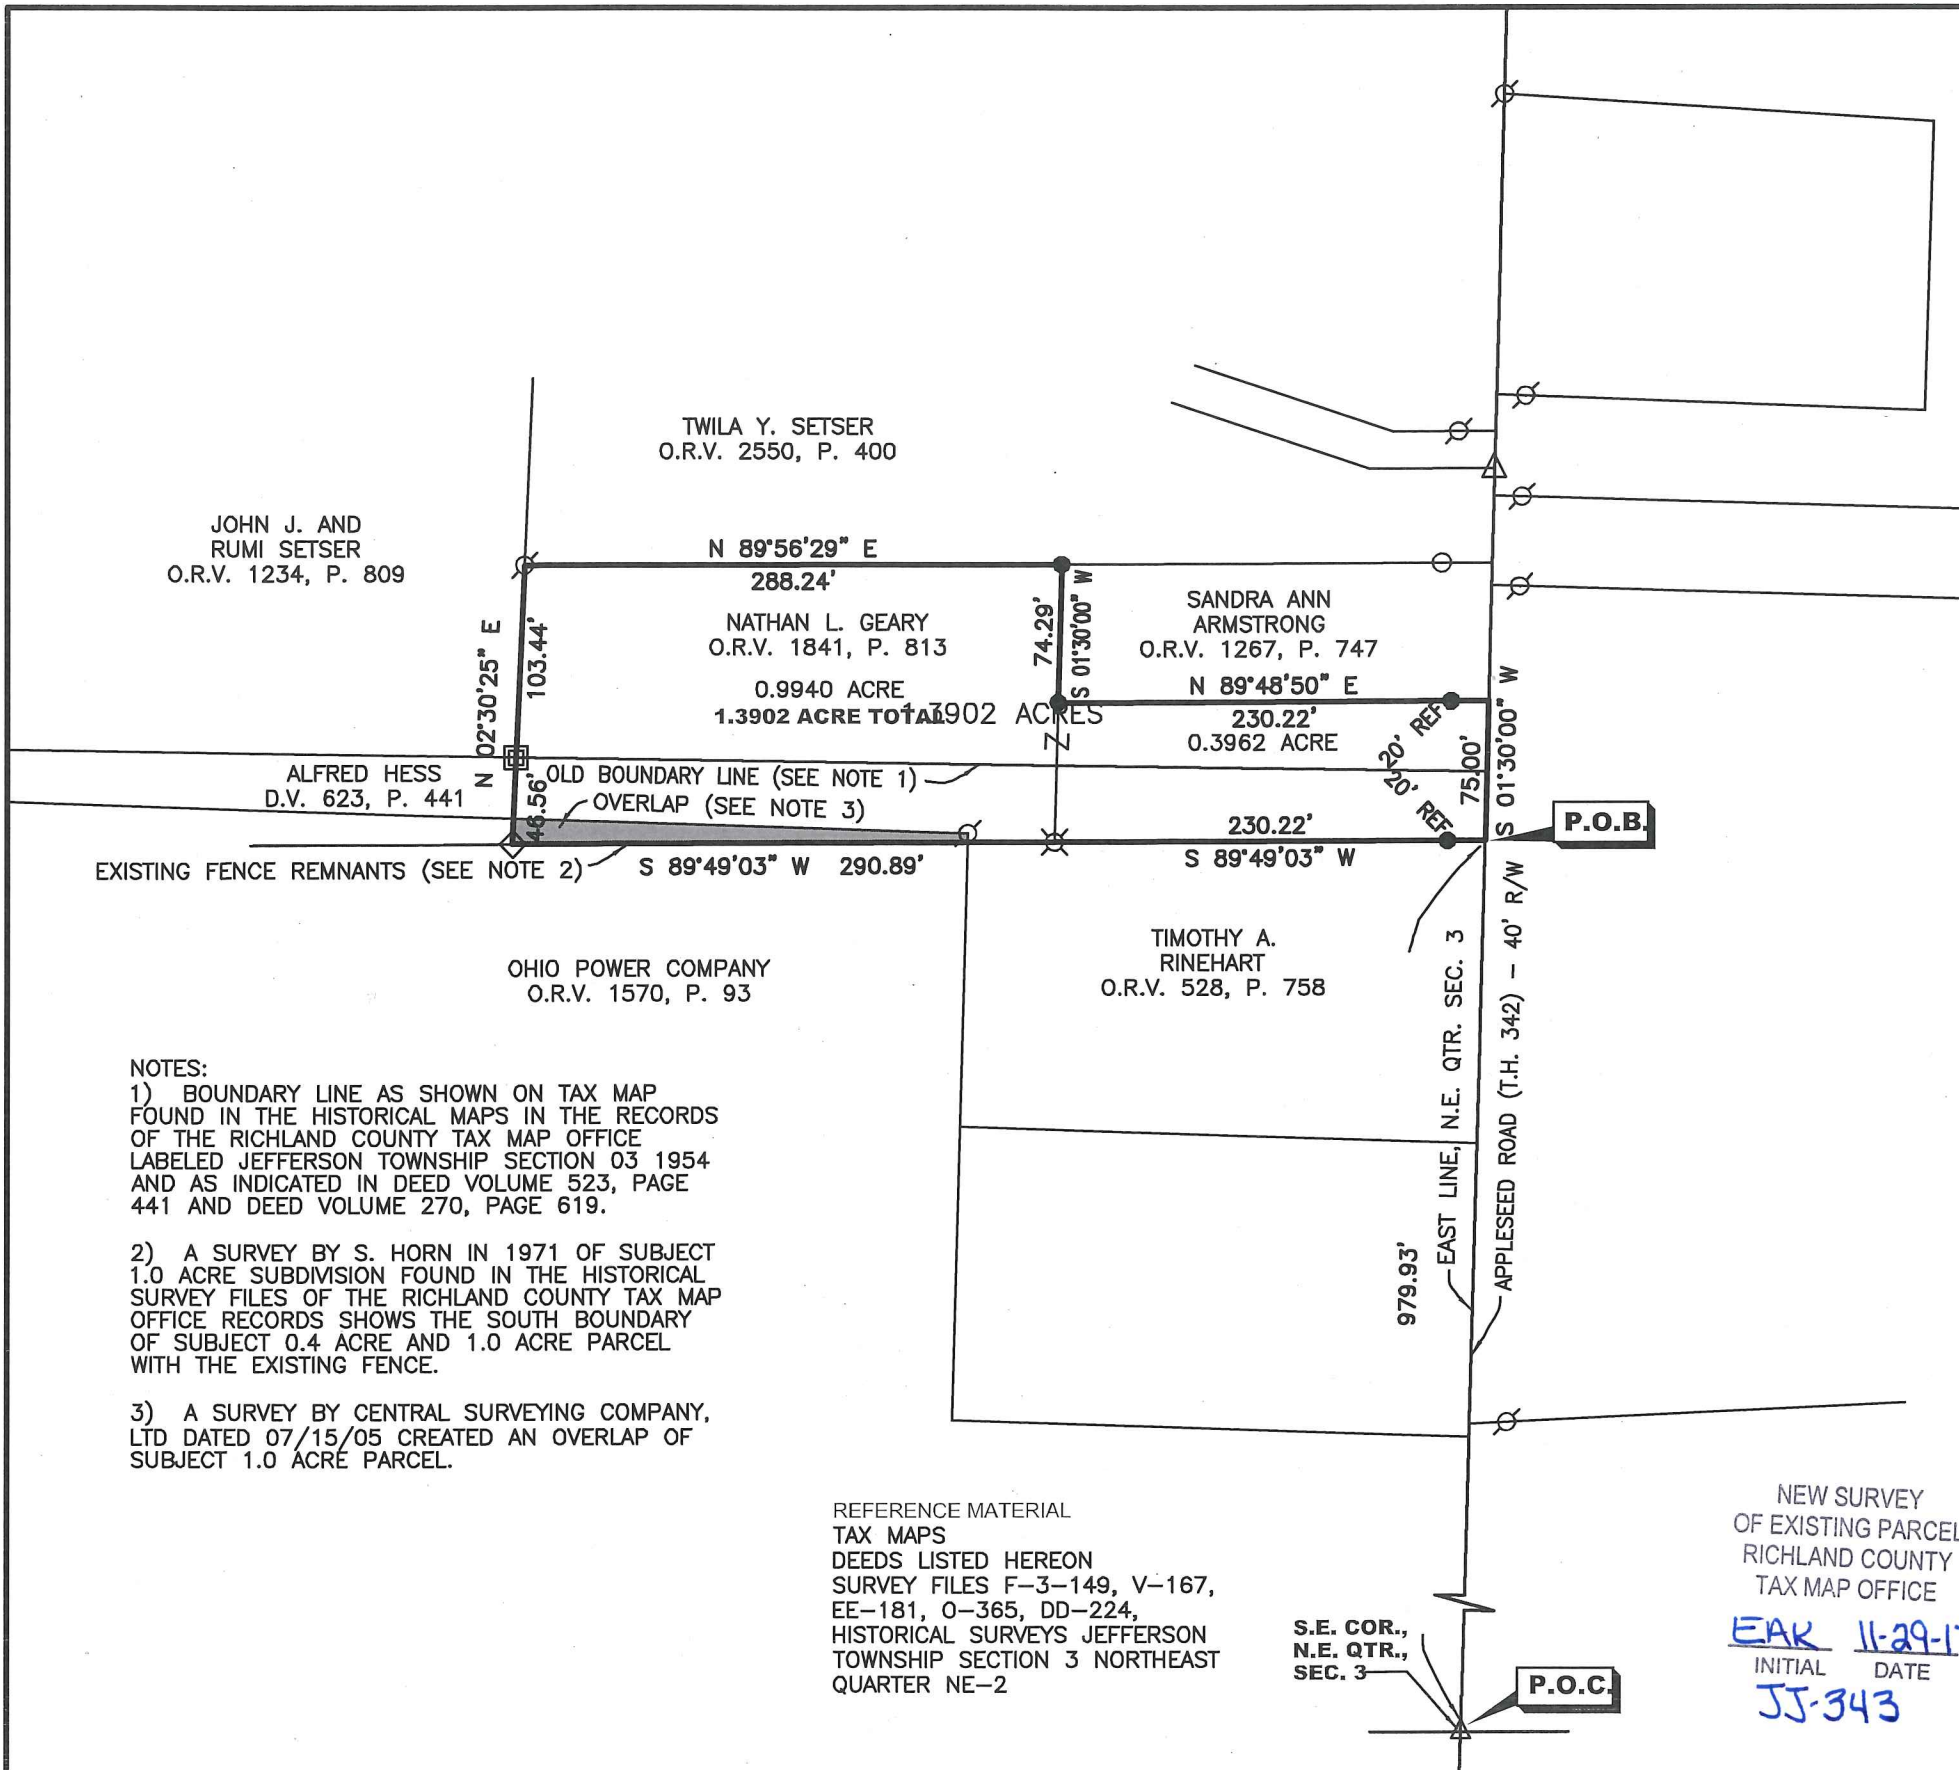 TWILA Y. SETSER
O.R.V. 2550, P. 400
JOHN J. AND
RUMI SETSER
O.R.V. 1234, P. 809
N 89°56'29" E
288.24'
NATHAN L. GEARY
O.R.V. 1841, P. 813
0.9940 ACRE
1.3902 ACRE TOTAL
3902 ACRES
N 02°30'25" E
103.44'
46.56'
74.29'
S 01°30'00" W
SANDRA ANN
ARMSTRONG
O.R.V. 1267, P. 747
N 89°48'50" E
230.22'
0.3962 ACRE
20' REF
20' REF
75.00'
S 01°30'00" W
P.O.B.
ALFRED HESS
D.V. 623, P. 441
OLD BOUNDARY LINE (SEE NOTE 1)
OVERLAP (SEE NOTE 3)
Z
230.22'
S 89°49'03" W
EXISTING FENCE REMNANTS (SEE NOTE 2)
S 89°49'03" W 290.89'
OHIO POWER COMPANY
O.R.V. 1570, P. 93
TIMOTHY A.
RINEHART
O.R.V. 528, P. 758
979.93'
EAST LINE, N.E. QTR. SEC. 3
APPLESEED ROAD (T.H. 342) - 40' R/W
NOTES:
1) BOUNDARY LINE AS SHOWN ON TAX MAP
FOUND IN THE HISTORICAL MAPS IN THE RECORDS
OF THE RICHLAND COUNTY TAX MAP OFFICE
LABELED JEFFERSON TOWNSHIP SECTION 03 1954
AND AS INDICATED IN DEED VOLUME 523, PAGE
441 AND DEED VOLUME 270, PAGE 619.
2) A SURVEY BY S. HORN IN 1971 OF SUBJECT
1.0 ACRE SUBDIVISION FOUND IN THE HISTORICAL
SURVEY FILES OF THE RICHLAND COUNTY TAX MAP
OFFICE RECORDS SHOWS THE SOUTH BOUNDARY
OF SUBJECT 0.4 ACRE AND 1.0 ACRE PARCEL
WITH THE EXISTING FENCE.
3) A SURVEY BY CENTRAL SURVEYING COMPANY,
LTD DATED 07/15/05 CREATED AN OVERLAP OF
SUBJECT 1.0 ACRE PARCEL.
REFERENCE MATERIAL
TAX MAPS
DEEDS LISTED HEREON
SURVEY FILES F-3-149, V-167,
EE-181, O-365, DD-224,
HISTORICAL SURVEYS JEFFERSON
TOWNSHIP SECTION 3 NORTHEAST
QUARTER NE-2
S.E. COR.,
N.E. QTR.,
SEC. 3
P.O.C.
NEW SURVEY
OF EXISTING PARCEL
RICHLAND COUNTY
TAX MAP OFFICE
EAK 11-29-1
INITIAL DATE
JJ-343